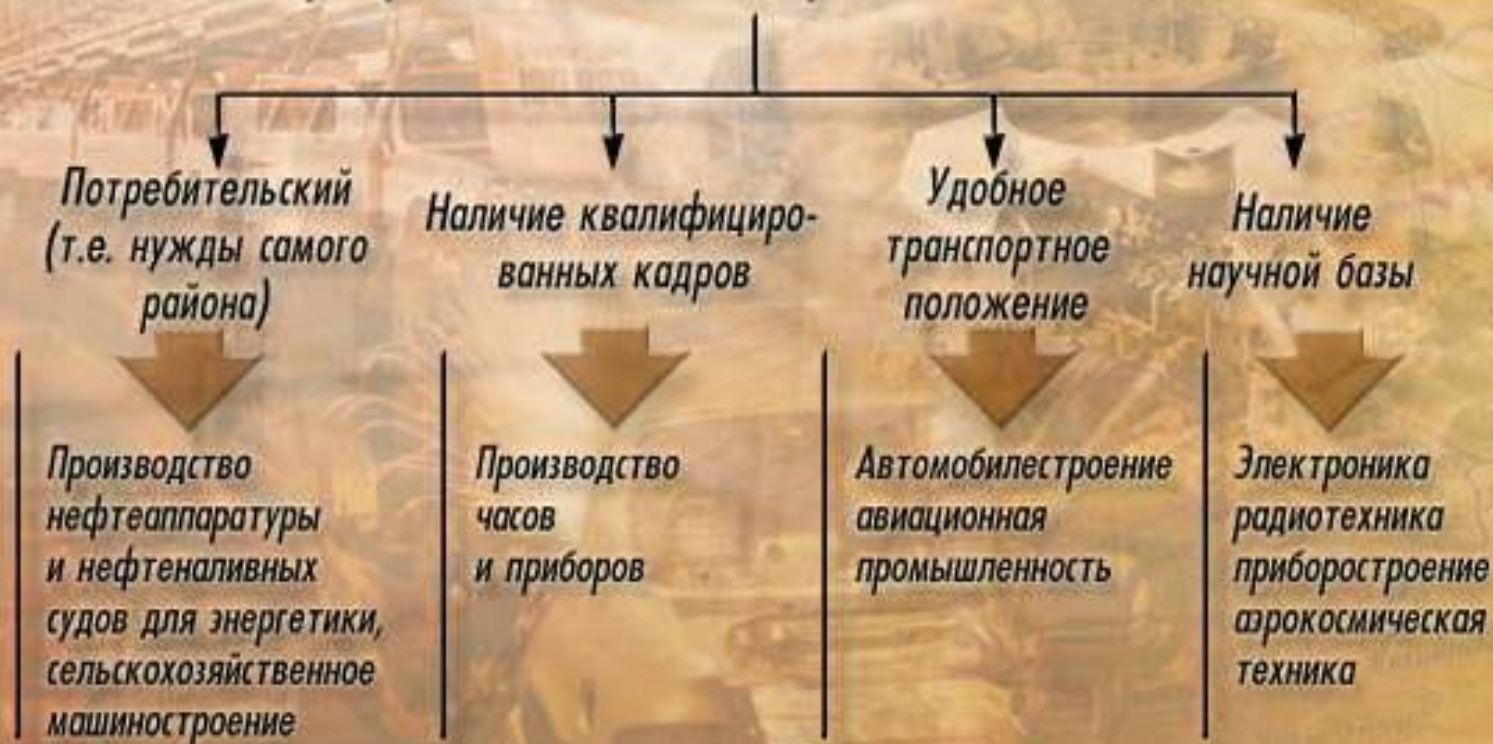 Потребительский
(т.е. нужды самого
района)
Наличие квалифициро-
ванных кадров
Удобное
транспортное
положение
Наличие
научной базы
Производство
нефтеаппаратуры
и нефтеналивных
судов для энергетики,
сельскохозяйственное
машиностроение
Производство
часов
и приборов
Автомобилестроение
авиационная
промышленность
Электроника
радиотехника
приборостроение
аэрокосмическая
техника